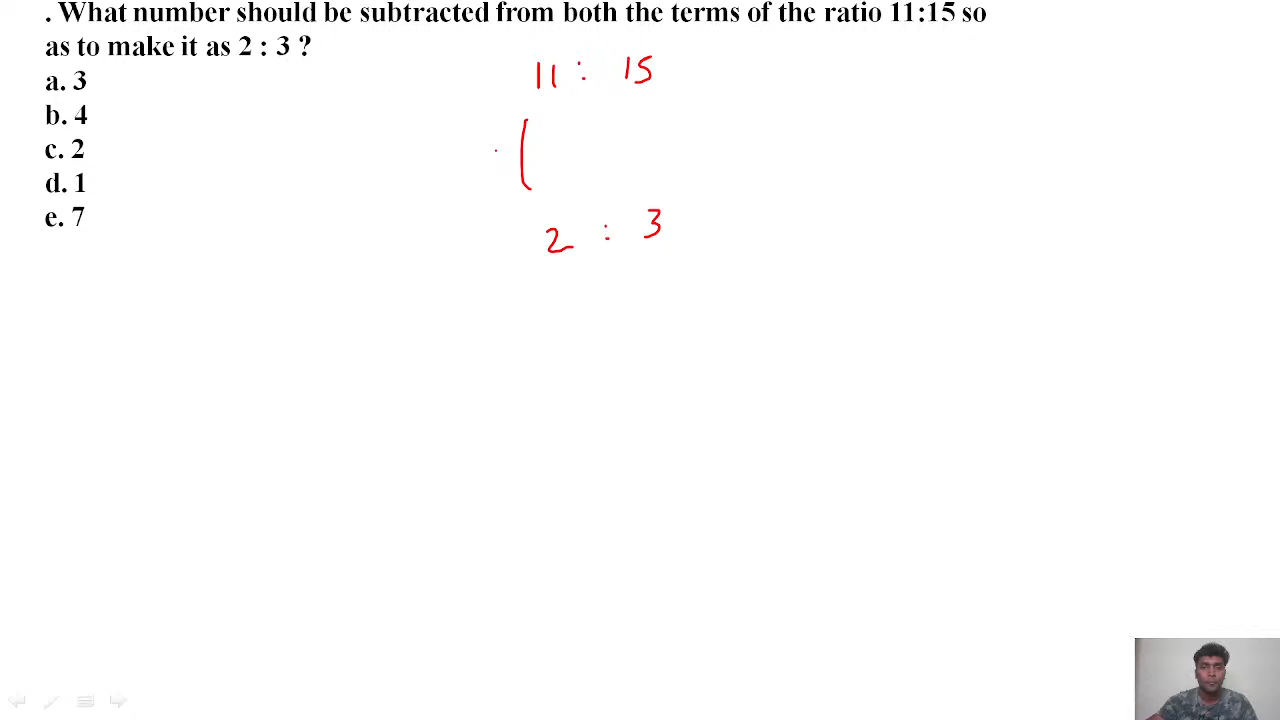 . What number should be subtracted from both the terms of the ratio 11:15 so
as to make it as 2 : 3 ?
a. 3
b. 4
c. 2
d. 1
e. 7
11 : 15
2 : 3